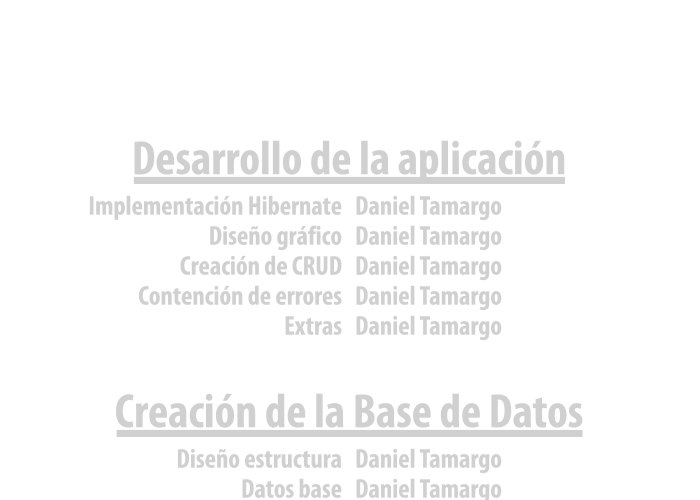 Desarrollo de la aplicación
Implementación Hibernate Daniel Tamargo
Diseño gráfico Daniel Tamargo
Creación de CRUD Daniel Tamargo
Contención de errores Daniel Tamargo
Extras Daniel Tamargo
Creación de la Base de Datos
Diseño estructura Daniel Tamargo
Datos base Daniel Tamargo